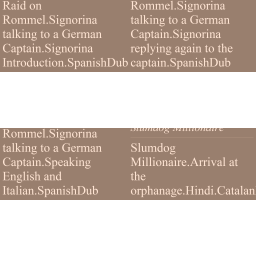 Raid on
Rommel.Signorina
talking to a German
Captain.Signorina
Introduction.SpanishDub
Rommel.Signorina
talking to a German
Captain.Signorina
replying again to the
captain.SpanishDub
Rommel.Signorina
talking to a German
Captain.Speaking
English and
Italian.SpanishDub
Slumdog Millionaire
Slumdog
Millionaire.Arrival at
the
orphanage.Hindi.Catalan